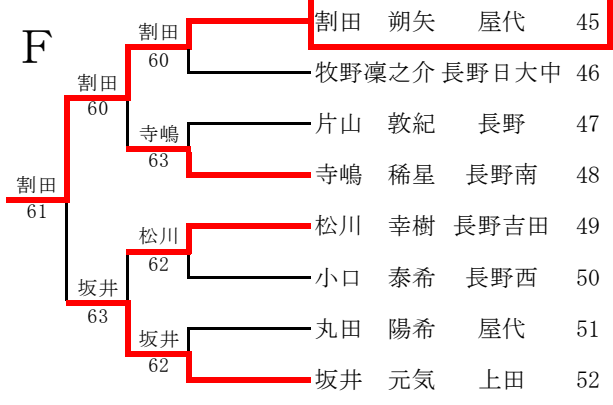 F
割田 朔矢 屋代 45
牧野凜之介 長野日大中 46
片山 敦紀 長野 47
寺嶋 稀星 長野南 48
松川 幸樹 長野吉田 49
小口 泰希 長野西 50
丸田 陽希 屋代 51
坂井 元気 上田 52
割田
60
寺嶋
63
松川
62
坂井
62
割田
60
坂井
63
割田
61